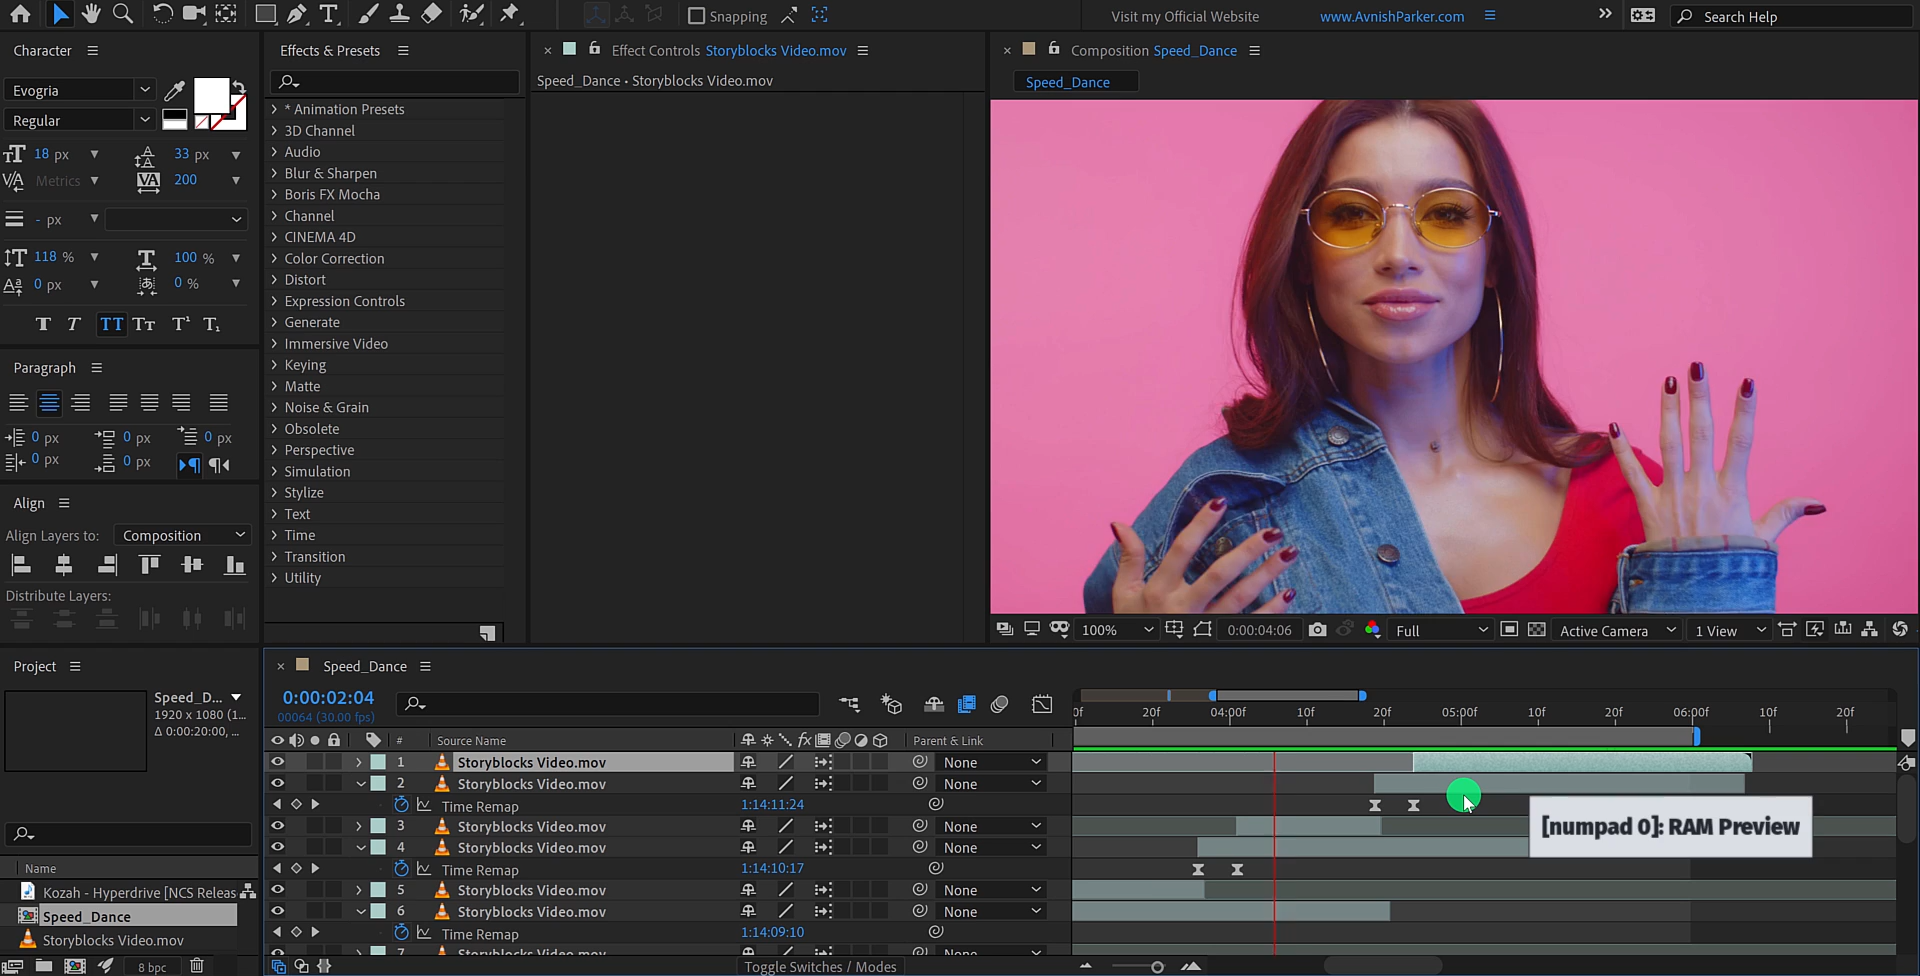 Snapping
Visit my Official Website
www.AvnishParker.com
Search Help
Character
Effects & Presets
Effect Controls Storyblocks Video.mov
Composition Speed_Dance
Evogria
Speed_Dance • Storyblocks Video.mov
Speed_Dance
Regular
* Animation Presets
3D Channel
Audio
Blur & Sharpen
Boris FX Mocha
Channel
CINEMA 4D
Color Correction
Distort
Expression Controls
Generate
Immersive Video
Keying
Matte
Noise & Grain
Obsolete
Perspective
Simulation
Stylize
Text
Time
Transition
Utility
18 px
33 px
Metrics
200
- px
118 %
100 %
0 px
0 %
Paragraph
0 px
0 px
0 px
0 px
0 px
Align
Align Layers to:
Composition
Distribute Layers:
100%
0:00:04:06
Full
Active Camera
1 View
Project
Speed_D...
1920 x 1080 (1...
Δ 0:00:20:00, ...
Name
Kozah - Hyperdrive [NCS Releas
Speed_Dance
Storyblocks Video.mov
8 bpc
Speed_Dance
0:00:02:04
00064 (30.00 fps)
0f 20f 04:00f 10f 20f 05:00f 10f 20f 06:00f 10f 20f
# Source Name
Parent & Link
1 Storyblocks Video.mov None
2 Storyblocks Video.mov None
Time Remap 1:14:11:24
3 Storyblocks Video.mov None
4 Storyblocks Video.mov None
Time Remap 1:14:10:17
5 Storyblocks Video.mov None
6 Storyblocks Video.mov None
Time Remap 1:14:09:10
7 Storyblocks Video.mov
[numpad 0]: RAM Preview
Toggle Switches / Modes